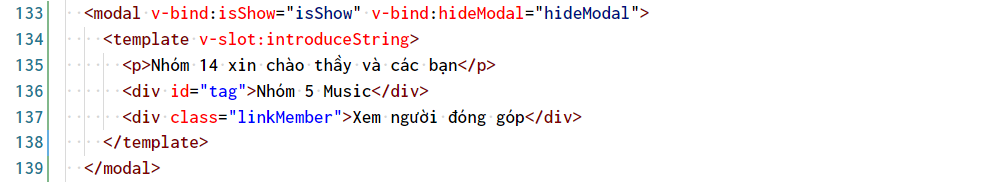 133 <modal v-bind:isShow="isShow" v-bind:hideModal="hideModal">
134 <template v-slot:introduceString>
135 <p>Nhóm 14 xin chào thầy và các bạn</p>
136 <div id="tag">Nhóm 5 Music</div>
137 <div class="linkMember">Xem người đóng góp</div>
138 </template>
139 </modal>